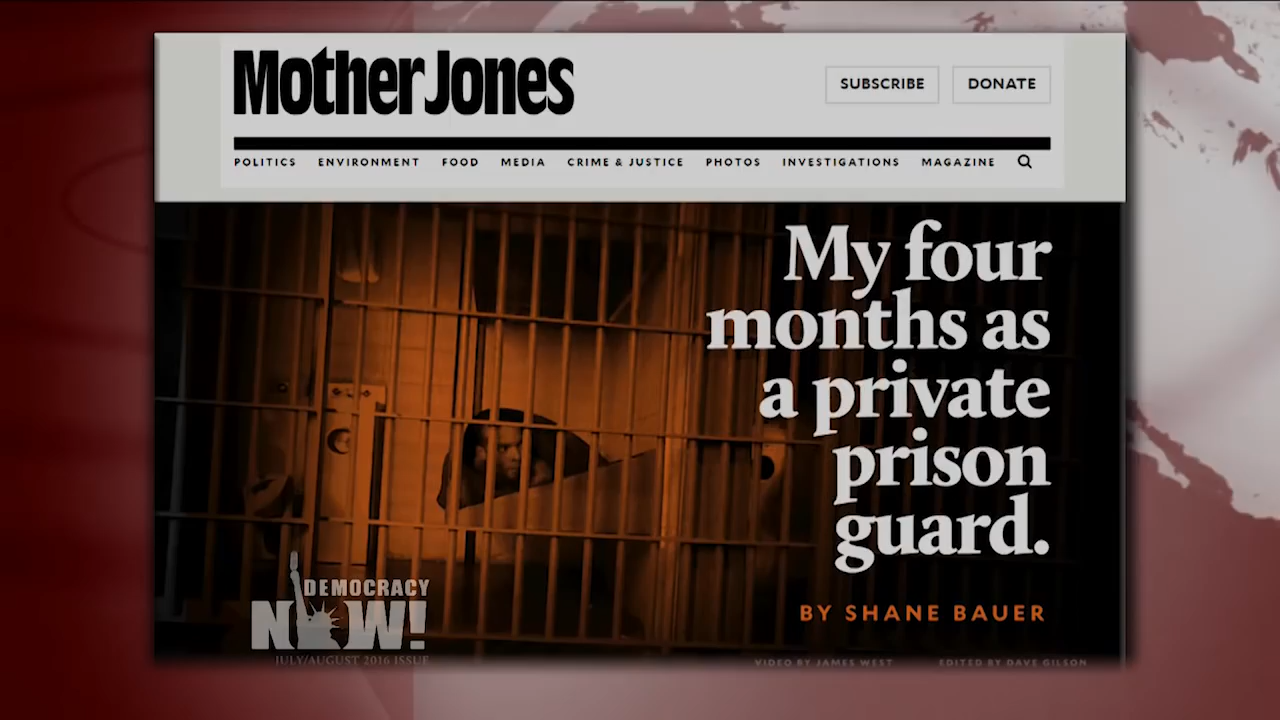 Mother Jones
SUBSCRIBE
DONATE
POLITICS ENVIRONMENT FOOD MEDIA CRIME & JUSTICE PHOTOS INVESTIGATIONS MAGAZINE
My four
months as
a private
prison
guard.
BY SHANE BAUER
DEMOCRACY
NOW!
JULY/AUGUST 2016 ISSUE
VIDEO BY JAMES WEST
EDITED BY DAVE GILSON